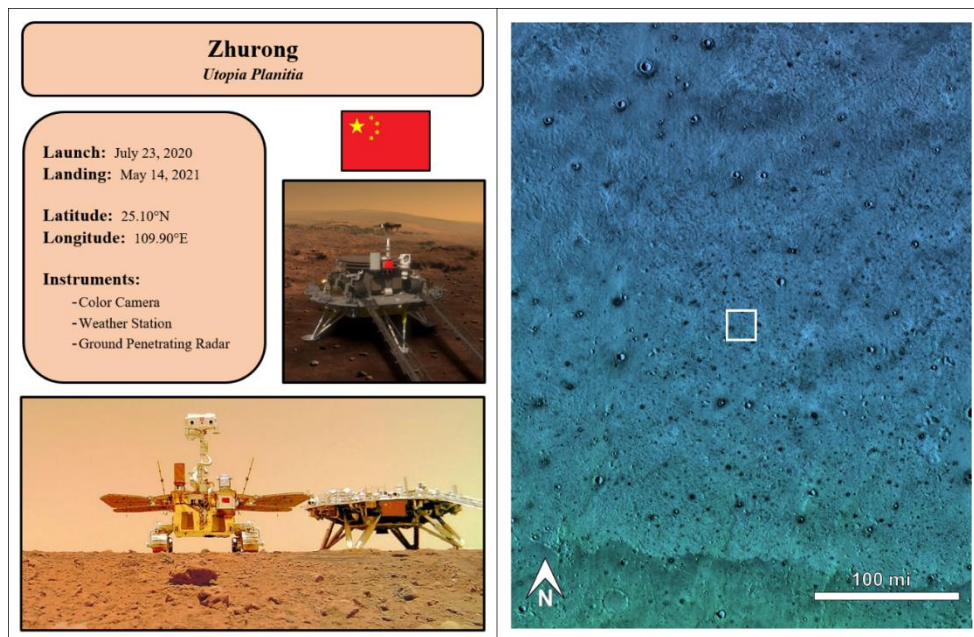 Zhurong
Utopia Planitia
Launch: July 23, 2020
Landing: May 14, 2021
Latitude: 25.10°N
Longitude: 109.90°E
Instruments:
-Color Camera
-Weather Station
-Ground Penetrating Radar
N
100 mi